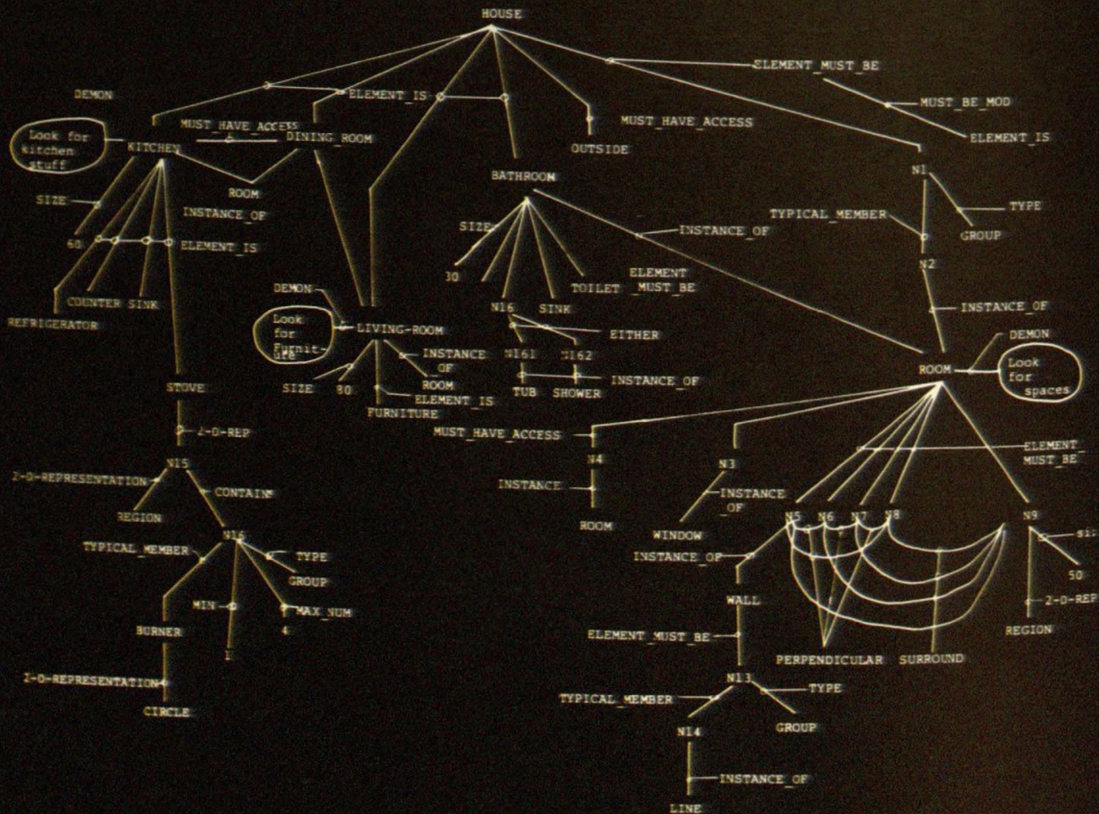 HOUSE
ELEMENT_MUST_BE
DEMON
ELEMENT_IS
MUST_BE_MOD
MUST_HAVE_ACCESS
MUST_HAVE_ACCESS
ELEMENT_IS
Look for
kitchen
stuff
KITCHEN
DINING_ROOM
OUTSIDE
N1
BATHROOM
ROOM
SIZE
INSTANCE_OF
TYPICAL_MEMBER
TYPE
GROUP
60
ELEMENT_IS
SIZE
INSTANCE_OF
N2
30
TOILET
ELEMENT
_MUST_BE
DEMON
COUNTER
SINK
N16
SINK
INSTANCE_OF
REFRIGERATOR
Look
for
Furnit-
ure
LIVING-ROOM
EITHER
DEMON
N161
N162
INSTANCE
OF
ROOM
Look
for
spaces
STOVE
SIZE
80
ROOM
ELEMENT_IS
TUB
SHOWER
INSTANCE_OF
FURNITURE
2-D-REP
MUST_HAVE_ACCESS
ELEMENT_
MUST_BE
N15
N4
N3
2-D-REPRESENTATION
CONTAIN
INSTANCE
INSTANCE
_OF
REGION
N5
N6
N7
N8
N9
ROOM
N16
WINDOW
TYPICAL_MEMBER
TYPE
GROUP
INSTANCE_OF
50
MIN
MAX_NUM
WALL
2-D-REP
BURNER
ELEMENT_MUST_BE
REGION
PERPENDICULAR
SURROUND
2-D-REPRESENTATION
N13
TYPE
CIRCLE
TYPICAL_MEMBER
GROUP
N14
INSTANCE_OF
LINE